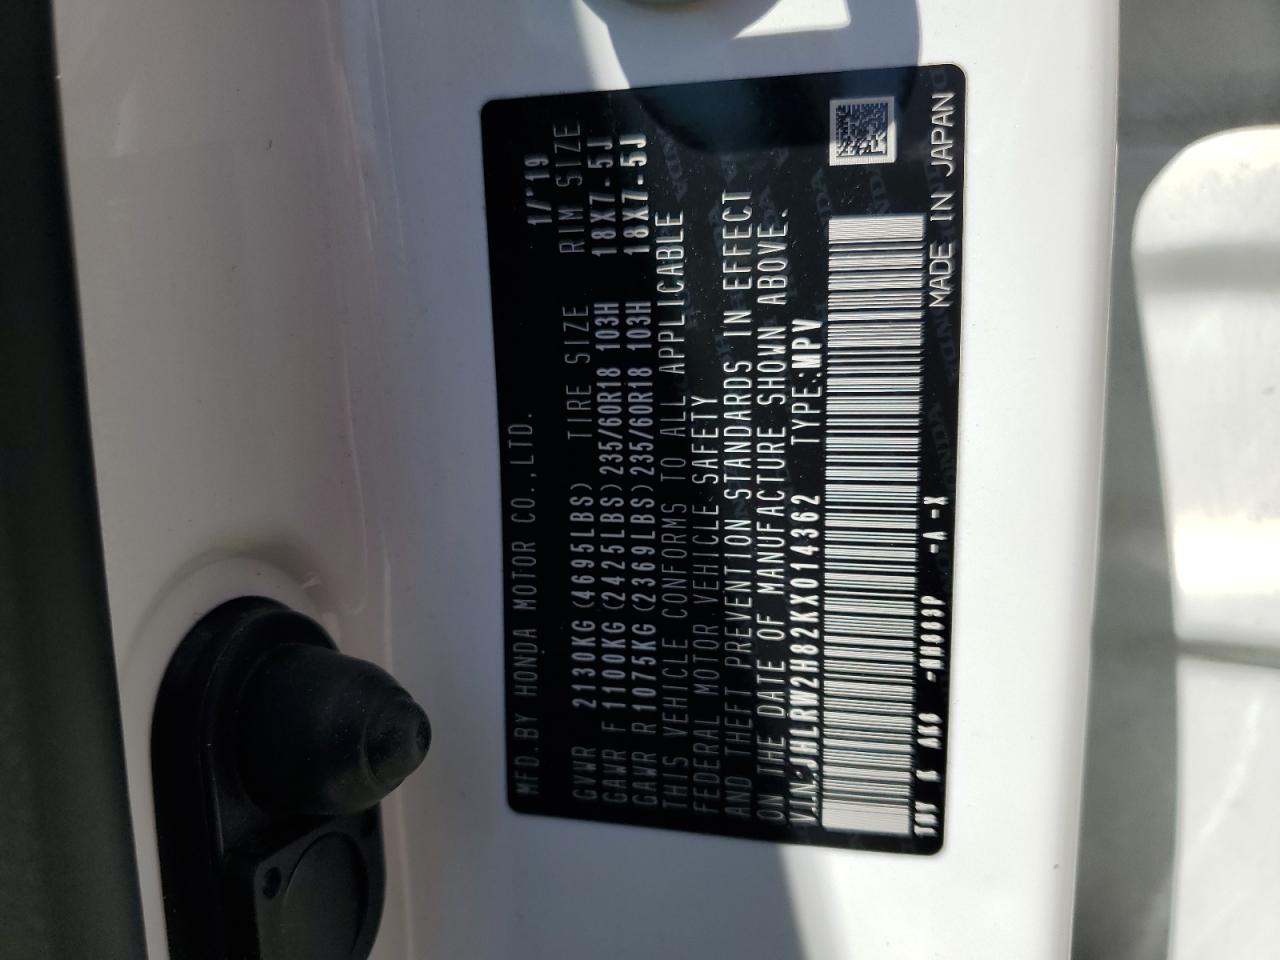 MFD.BY HONDA MOTOR CO.,LTD. 1/'19
GVWR 2130KG(4695LBS) TIRE SIZE RIM SIZE
GAWR F 1100KG(2425LBS) 235/60R18 103H 18X7.5J
GAWR R 1075KG(2369LBS) 235/60R18 103H 18X7.5J
THIS VEHICLE CONFORMS TO ALL APPLICABLE
FEDERAL MOTOR VEHICLE SAFETY
AND THEFT PREVENTION STANDARDS IN EFFECT
ON THE DATE OF MANUFACTURE SHOWN ABOVE.
V.I.N:JHLRW2H82KX014362 TYPE:MPV
-A -X
MADE IN JAPAN